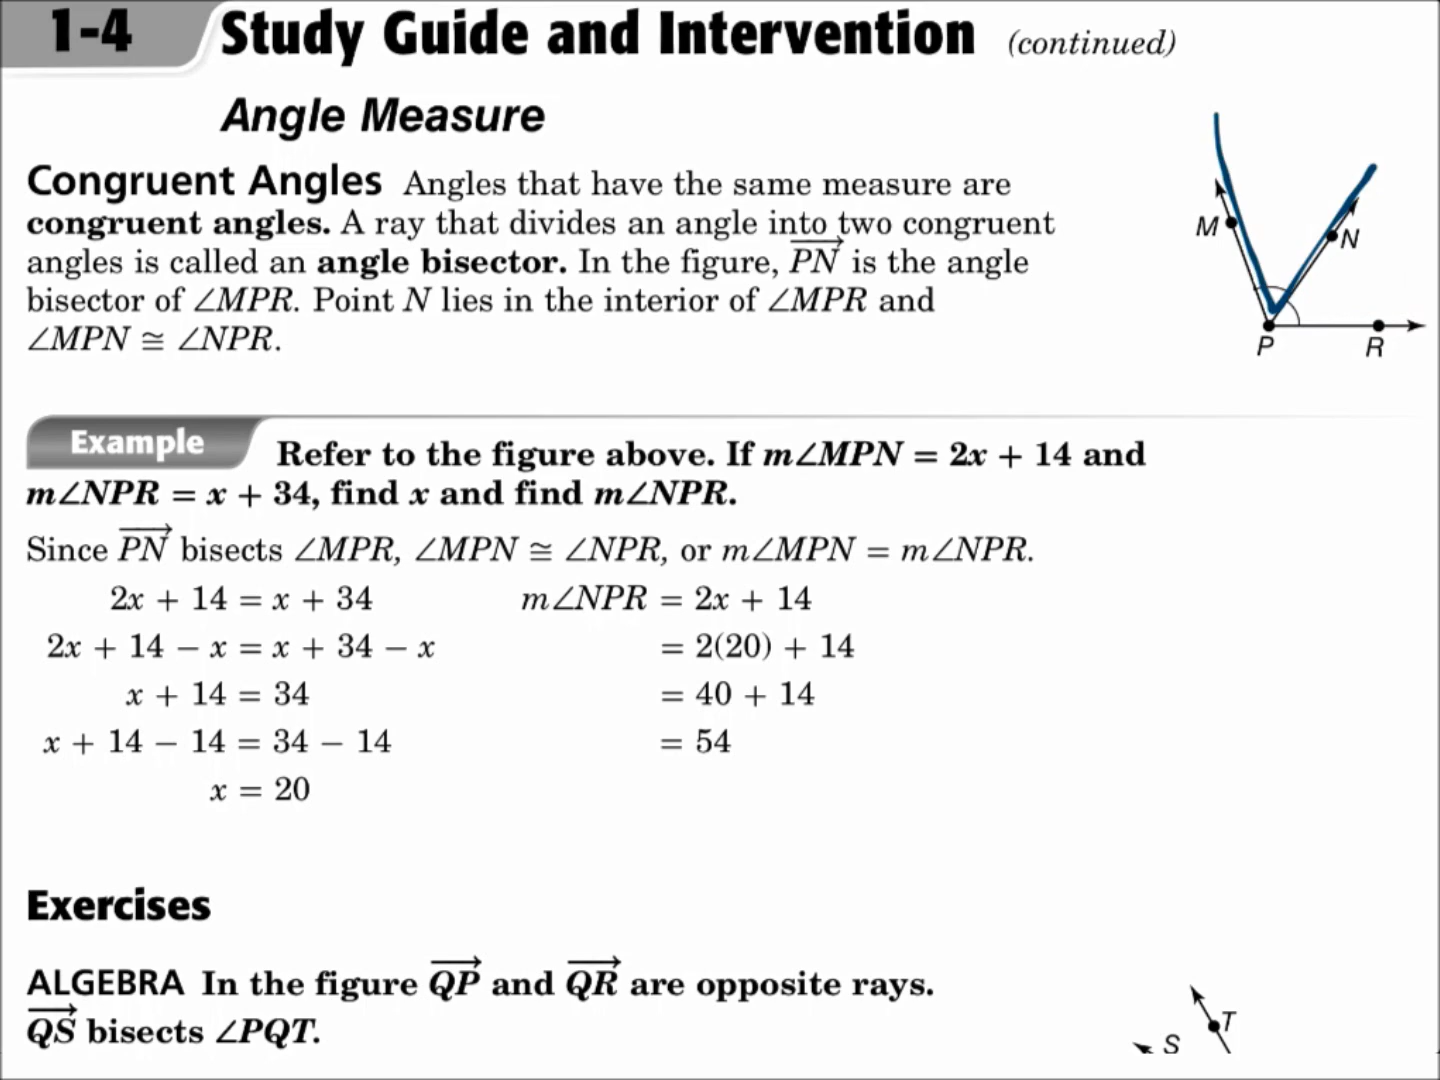 1-4 Study Guide and Intervention (continued)
Angle Measure
Congruent Angles Angles that have the same measure are
congruent angles. A ray that divides an angle into two congruent
angles is called an angle bisector. In the figure, PN is the angle
bisector of ∠MPR. Point N lies in the interior of ∠MPR and
∠MPN ≅ ∠NPR.
M
N
P R
Example Refer to the figure above. If m∠MPN = 2x + 14 and
m∠NPR = x + 34, find x and find m∠NPR.
Since PN bisects ∠MPR, ∠MPN ≅ ∠NPR, or m∠MPN = m∠NPR.
2x + 14 = x + 34 m∠NPR = 2x + 14
2x + 14 − x = x + 34 − x = 2(20) + 14
x + 14 = 34 = 40 + 14
x + 14 − 14 = 34 − 14 = 54
x = 20
Exercises
ALGEBRA In the figure QP and QR are opposite rays.
QS bisects ∠PQT.
T
S